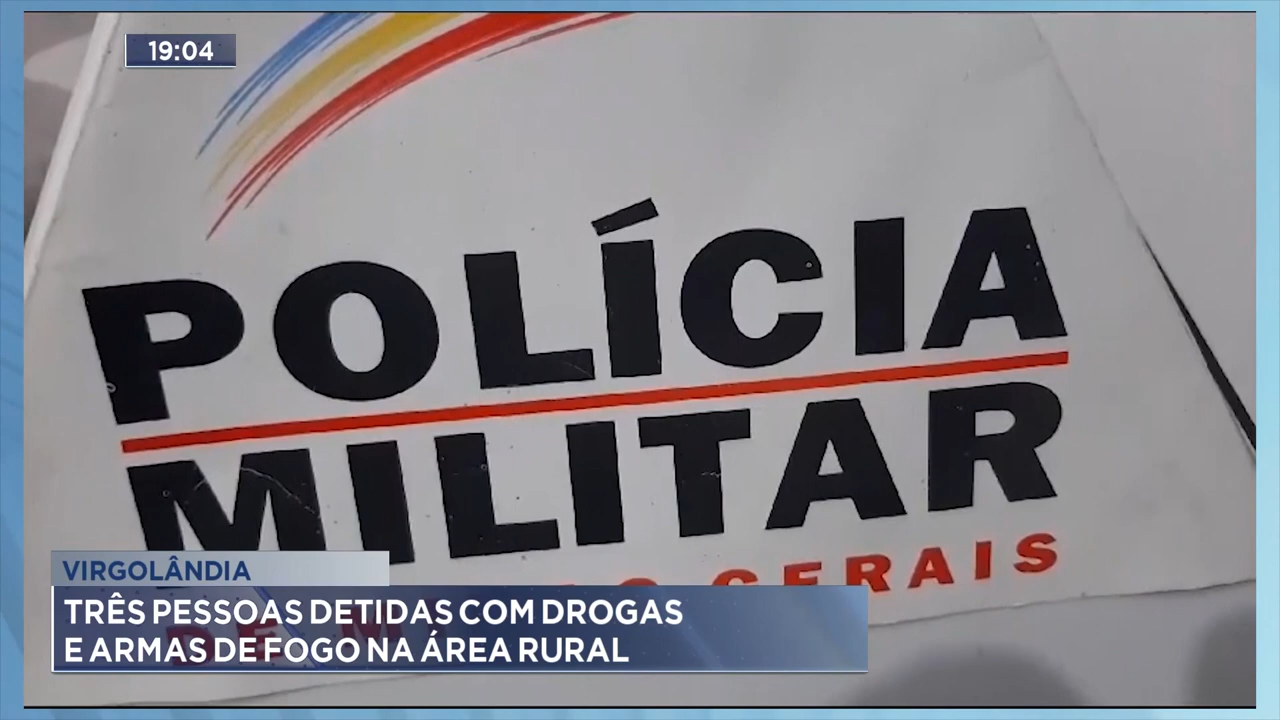 19:04
POLÍCIA
MILITAR
GERAIS
VIRGOLÂNDIA
TRÊS PESSOAS DETIDAS COM DROGAS
E ARMAS DE FOGO NA ÁREA RURAL